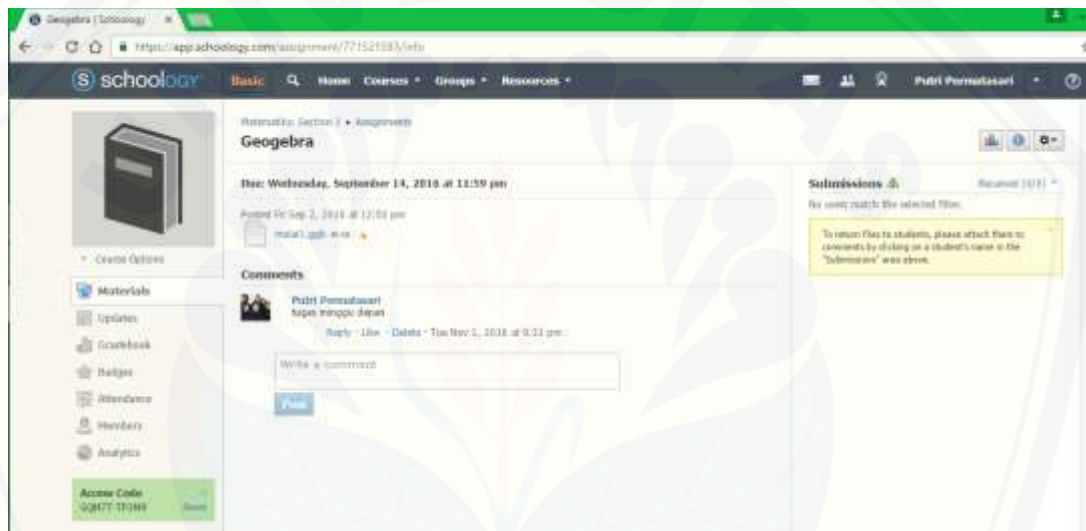 Geogebra | Schoology
https://app.schoology.com/assignment/771521593/info
S schoology
Basic Home Courses Groups Resources
Putri Permatasari
Matematika: Section 1 ▸ Assignments
Geogebra
Due: Wednesday, September 14, 2016 at 11:59 pm
Posted Fri Sep 2, 2016 at 12:50 pm
Course Options
Materials
Updates
Gradebook
Badges
Attendance
Members
Analytics
Access Code
Reset
Comments
Putri Permatasari
tugas minggu depan
Reply · Like · Delete · Tue Nov 1, 2016 at 9:33 pm
Write a comment
Post
Submissions
Received
No users match the selected filter.
To return files to students, please attach them to
comments by clicking on a student's name in the
"Submissions" area above.